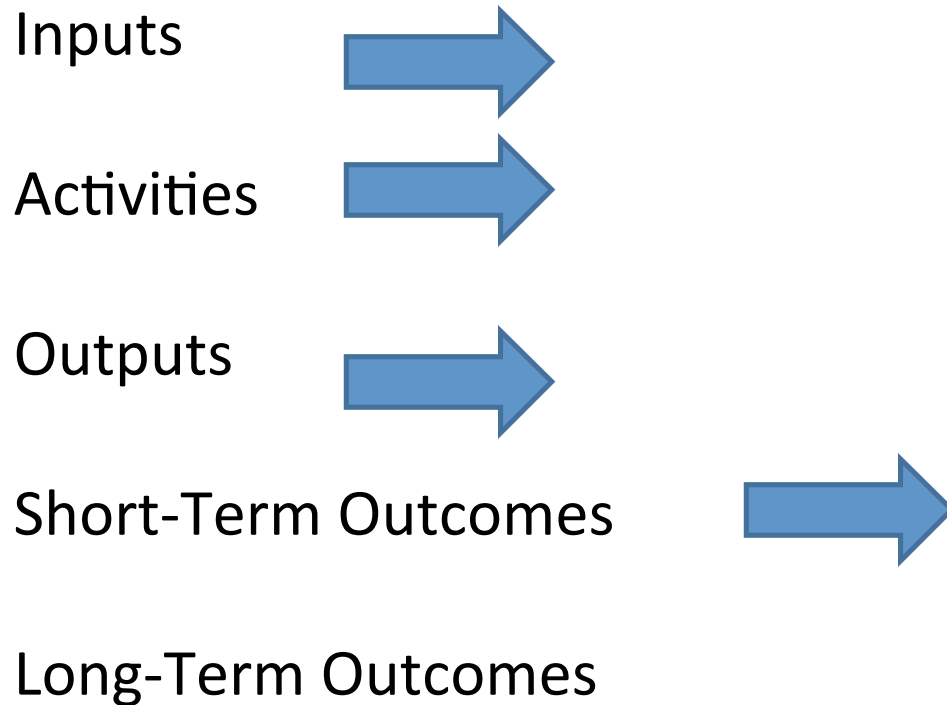 Inputs
Activities
Outputs
Short-Term Outcomes
Long-Term Outcomes